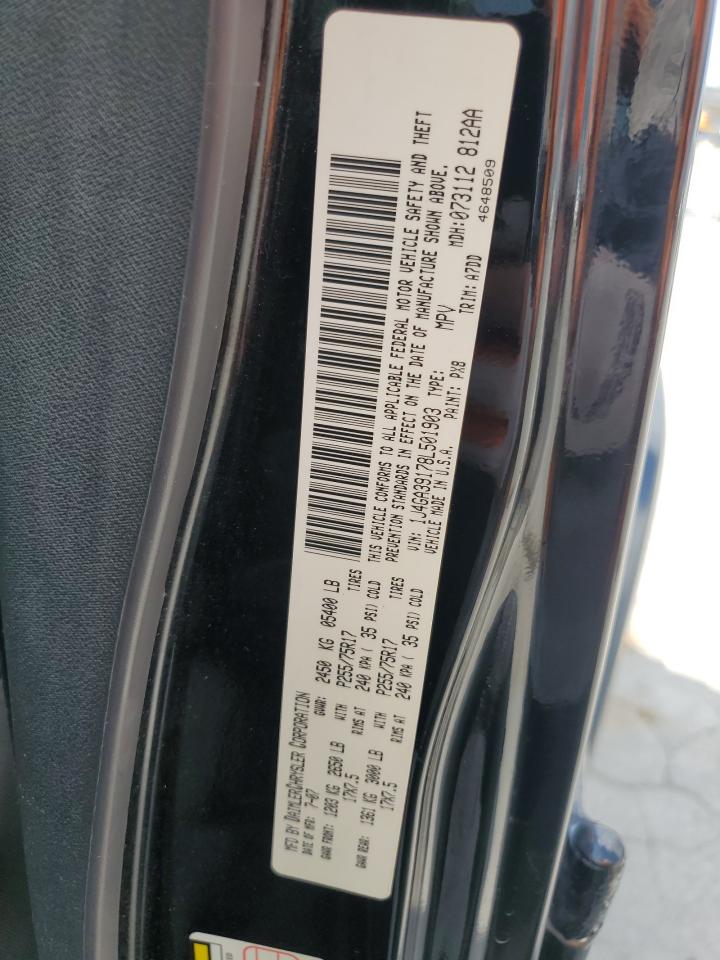 MFD BY DAIMLERCHRYSLER CORPORATION
DATE OF MFR: 7-07 GVWR: 2450 KG 05400 LB
GAWR FRONT: 1203 KG 2650 LB WITH P255/75R17 TIRES
17X7.5 RIMS AT 240 KPA ( 35 PSI) COLD
GAWR REAR: 1361 KG 3000 LB WITH P255/75R17 TIRES
17X7.5 RIMS AT 240 KPA ( 35 PSI) COLD
THIS VEHICLE CONFORMS TO ALL APPLICABLE FEDERAL MOTOR VEHICLE SAFETY AND THEFT
PREVENTION STANDARDS IN EFFECT ON THE DATE OF MANUFACTURE SHOWN ABOVE.
VIN: 1J4GA39178L501903 TYPE: MPV MDH:073112 812AA
VEHICLE MADE IN U.S.A. PAINT: PX8 TRIM: A7DD 4648509